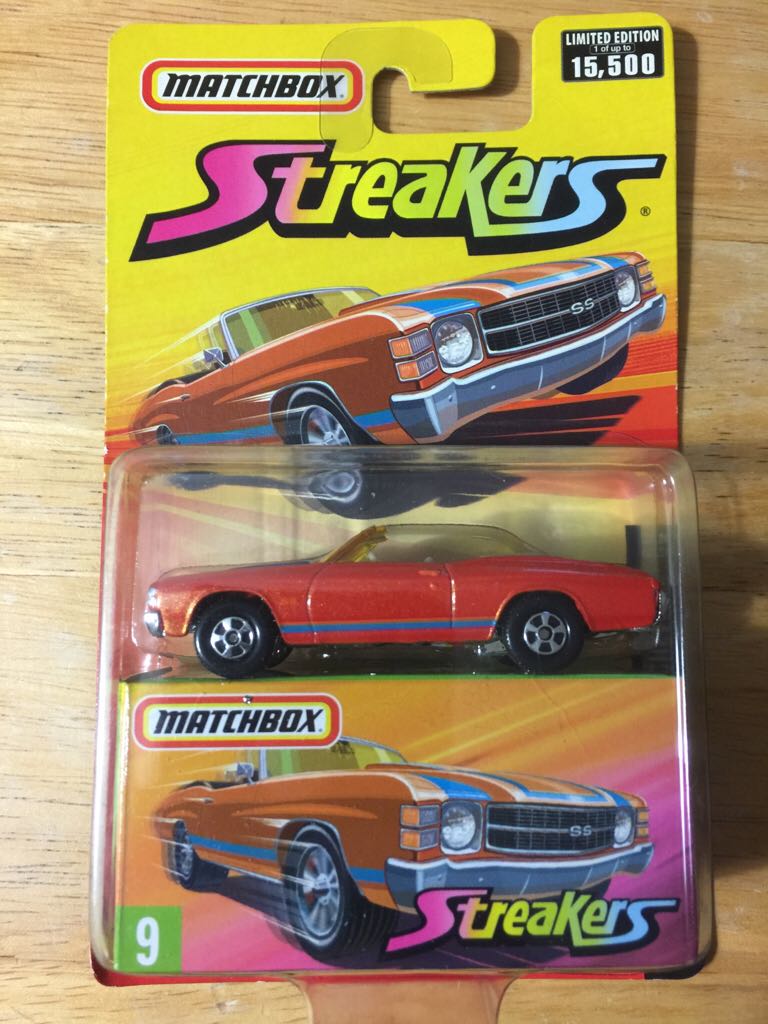 LIMITED EDITION
1 of up to
15,500
MATCHBOX
Streakers
®
SS
MATCHBOX
SS
Streakers
9